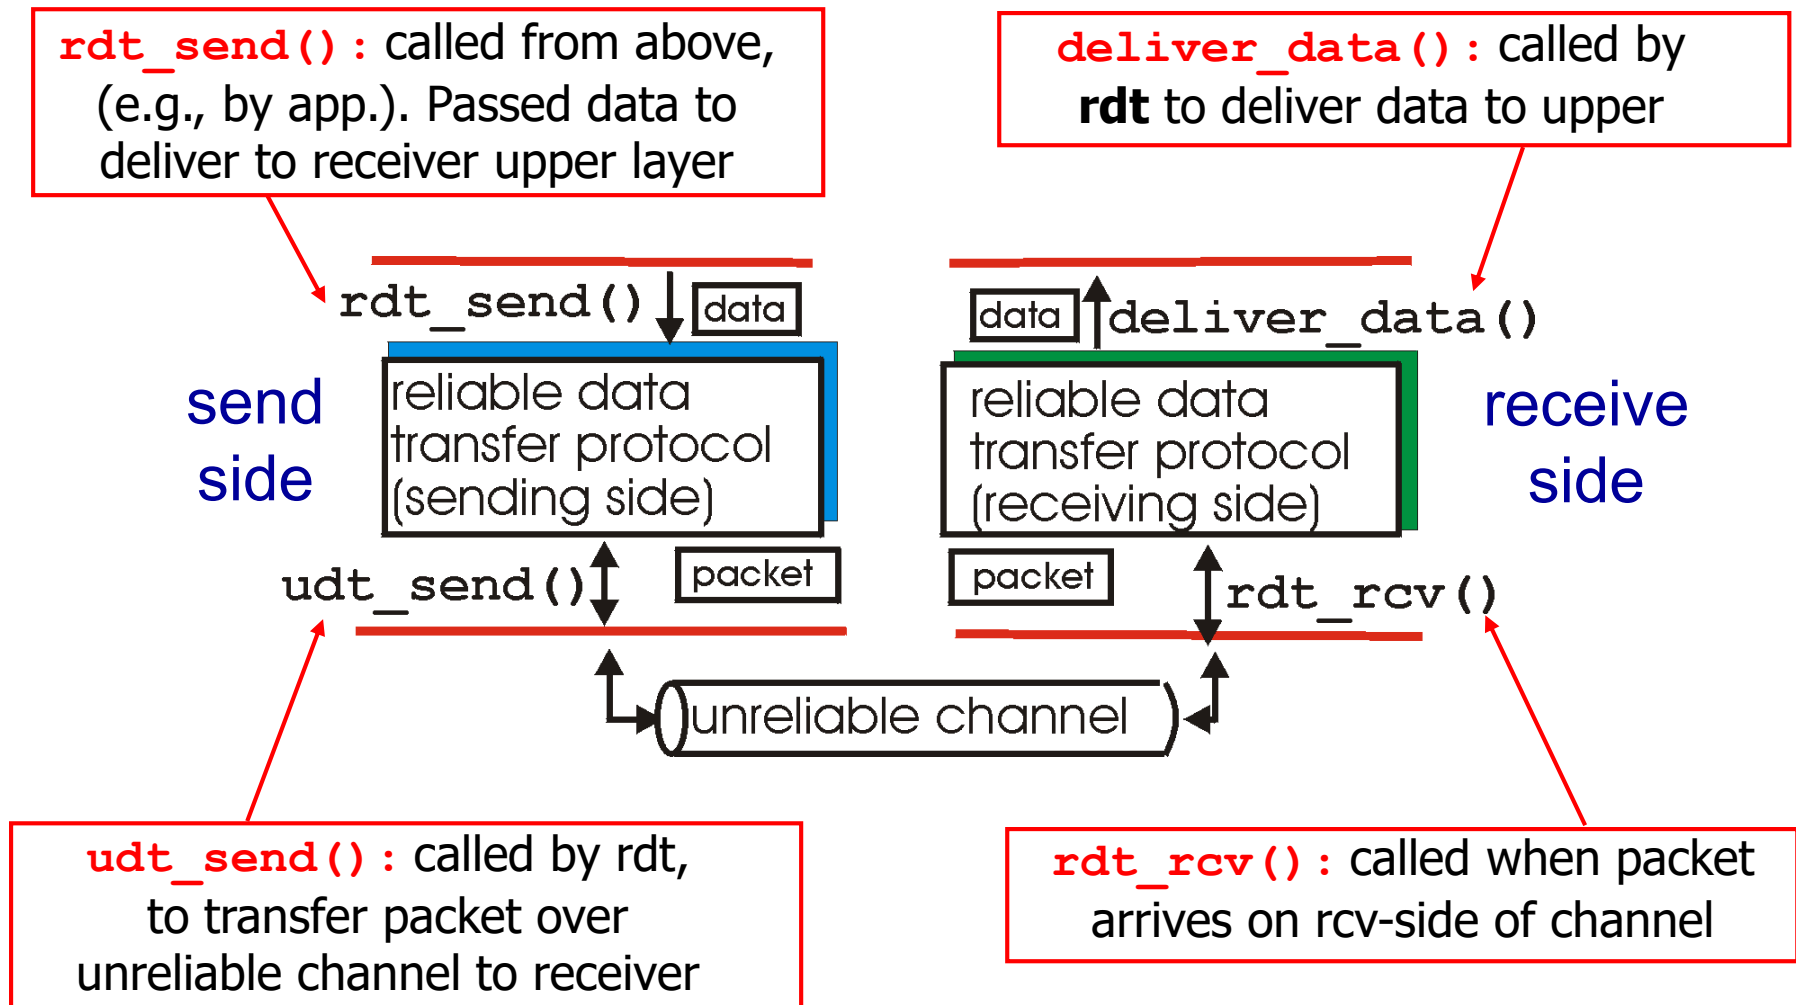 rdt_send(): called from above,
(e.g., by app.). Passed data to
deliver to receiver upper layer
deliver_data(): called by
rdt to deliver data to upper
rdt_send()
data
data
deliver_data()
send
side
reliable data
transfer protocol
(sending side)
reliable data
transfer protocol
(receiving side)
receive
side
udt_send()
packet
packet
rdt_rcv()
unreliable channel
udt_send(): called by rdt,
to transfer packet over
unreliable channel to receiver
rdt_rcv(): called when packet
arrives on rcv-side of channel